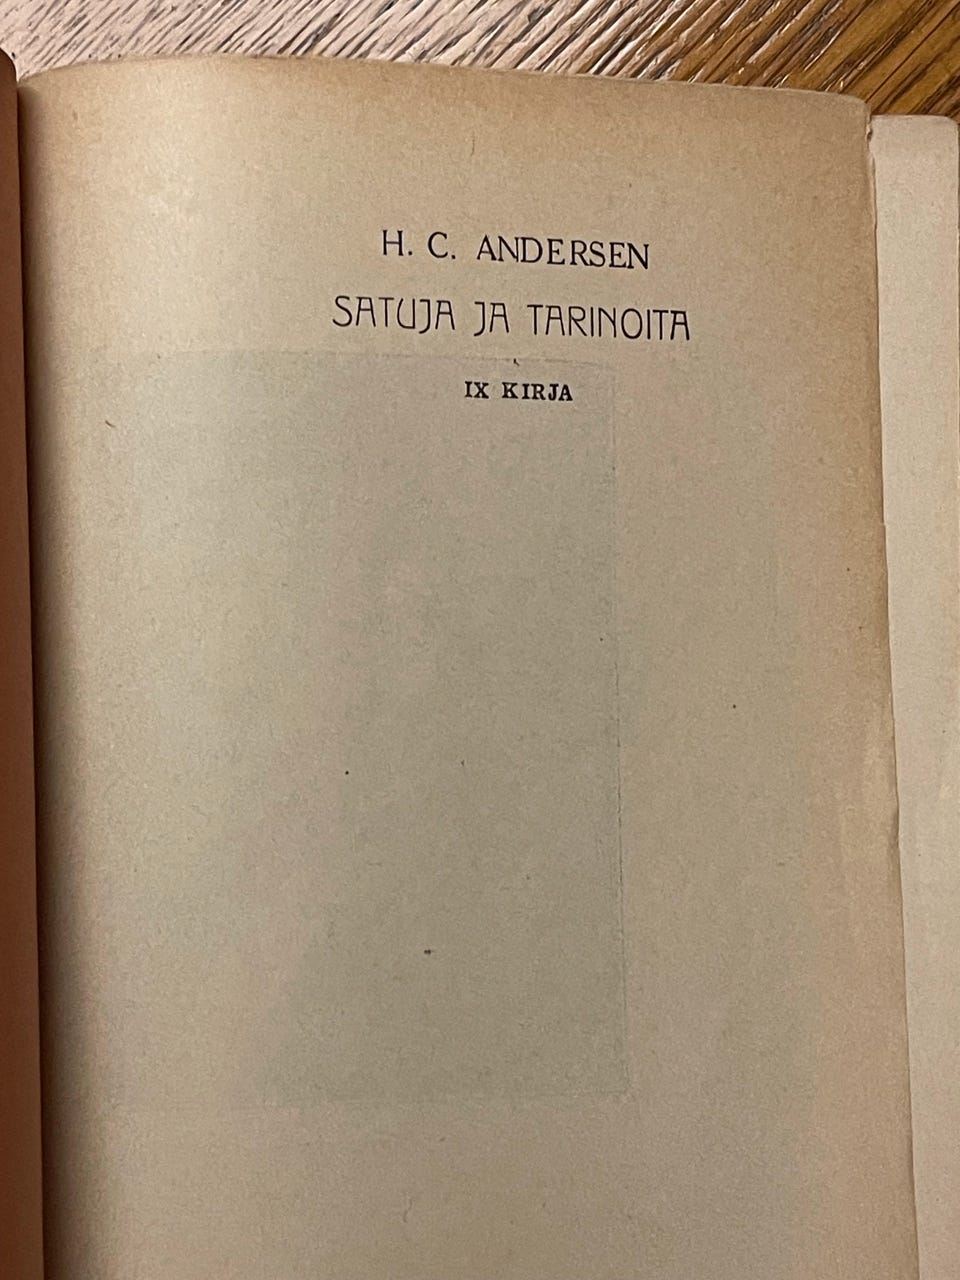 H. C. ANDERSEN
SATUJA JA TARINOITA
IX KIRJA